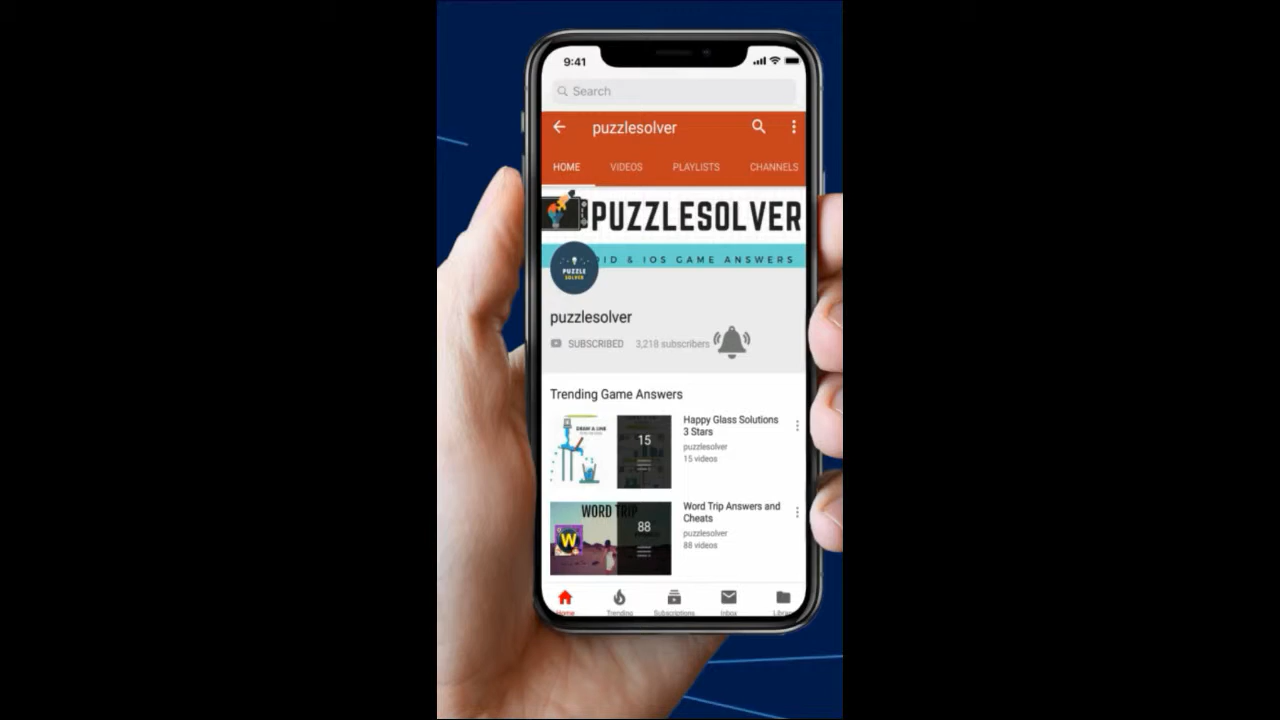 9:41
Search
puzzlesolver
HOME VIDEOS PLAYLISTS CHANNELS
PUZZLESOLVER
OID & IOS GAME ANSWERS
PUZZLE
SOLVER
puzzlesolver
SUBSCRIBED 3,218 subscribers
Trending Game Answers
DRAW A LINE
15
Happy Glass Solutions
3 Stars
puzzlesolver
15 videos
WORD TRIP
W
88
Word Trip Answers and
Cheats
puzzlesolver
88 videos
Home Trending Subscriptions Inbox